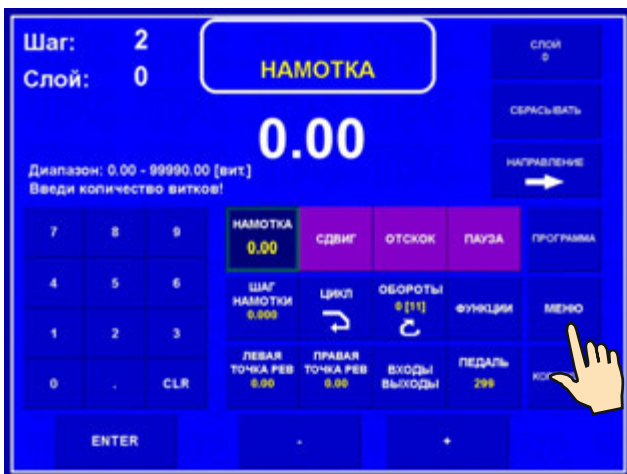 Шаг: 2
Слой: 0
НАМОТКА
СЛОЙ
0
0.00
СБРАСЫВАТЬ
Диапазон: 0.00 - 99990.00 [вит.]
Введи количество витков!
НАПРАВЛЕНИЕ
7 8 9
НАМОТКА
0.00
СДВИГ
ОТСКОК
ПАУЗА
ПРОГРАММА
4 5 6
ШАГ
НАМОТКИ
0.000
ЦИКЛ
ОБОРОТЫ
0 [11]
ФУНКЦИИ
МЕНЮ
1 2 3
ЛЕВАЯ
ТОЧКА РЕВ
0.00
ПРАВАЯ
ТОЧКА РЕВ
0.00
ВХОДЫ
ВЫХОДЫ
ПЕДАЛЬ
299
0 . CLR
ENTER - +